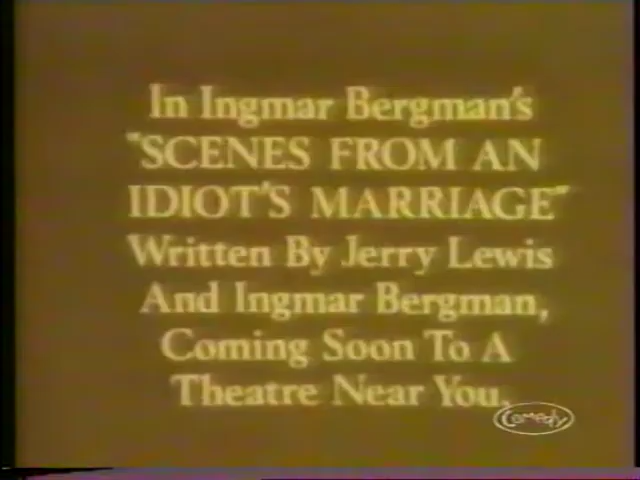 In Ingmar Bergman's
"SCENES FROM AN
IDIOT'S MARRIAGE"
Written By Jerry Lewis
And Ingmar Bergman,
Coming Soon To A
Theatre Near You.
Comedy